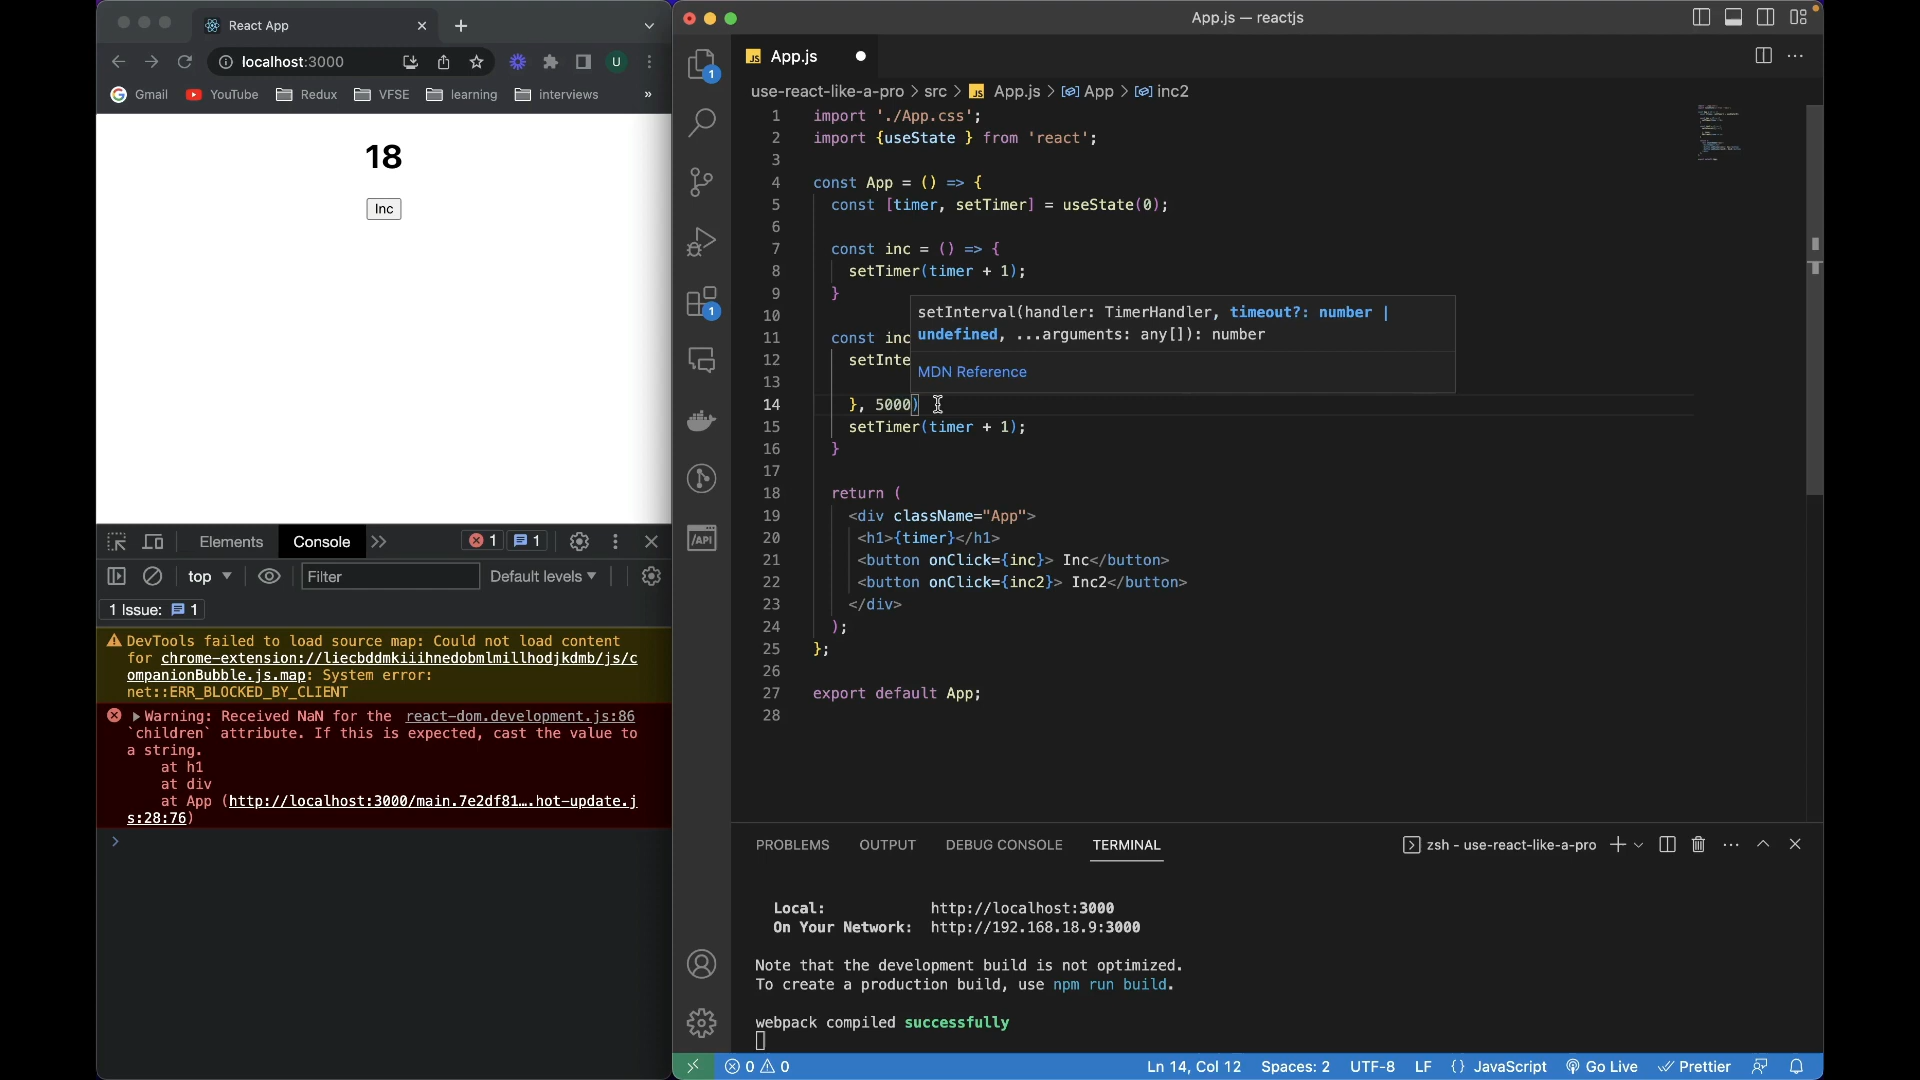 React App
localhost:3000
U
Gmail YouTube Redux VFSE learning interviews »
18
Inc
Elements Console 1 1
top Filter Default levels
1 Issue: 1
DevTools failed to load source map: Could not load content
for chrome-extension://liecbddmkiiihnedobmlmillhodjkdmb/js/c
ompanionBubble.js.map: System error:
net::ERR_BLOCKED_BY_CLIENT
Warning: Received NaN for the react-dom.development.js:86
`children` attribute. If this is expected, cast the value to
a string.
at h1
at div
at App (http://localhost:3000/main.7e2df81….hot-update.j
s:28:76)
App.js — reactjs
JS App.js
use-react-like-a-pro > src > JS App.js > App > inc2
1
1
/API
1 import './App.css';
2 import {useState } from 'react';
3
4 const App = () => {
5 const [timer, setTimer] = useState(0);
6
7 const inc = () => {
8 setTimer(timer + 1);
9 }
10
11 const inc
12 setInte
13
14 }, 5000)
15 setTimer(timer + 1);
16 }
17
18 return (
19 <div className="App">
20 <h1>{timer}</h1>
21 <button onClick={inc}> Inc</button>
22 <button onClick={inc2}> Inc2</button>
23 </div>
24 );
25 };
26
27 export default App;
28
setInterval(handler: TimerHandler, timeout?: number |
undefined, ...arguments: any[]): number
MDN Reference
PROBLEMS OUTPUT DEBUG CONSOLE TERMINAL zsh - use-react-like-a-pro
Local: http://localhost:3000
On Your Network: http://192.168.18.9:3000
Note that the development build is not optimized.
To create a production build, use npm run build.
webpack compiled successfully
0 0 Ln 14, Col 12 Spaces: 2 UTF-8 LF {} JavaScript Go Live Prettier